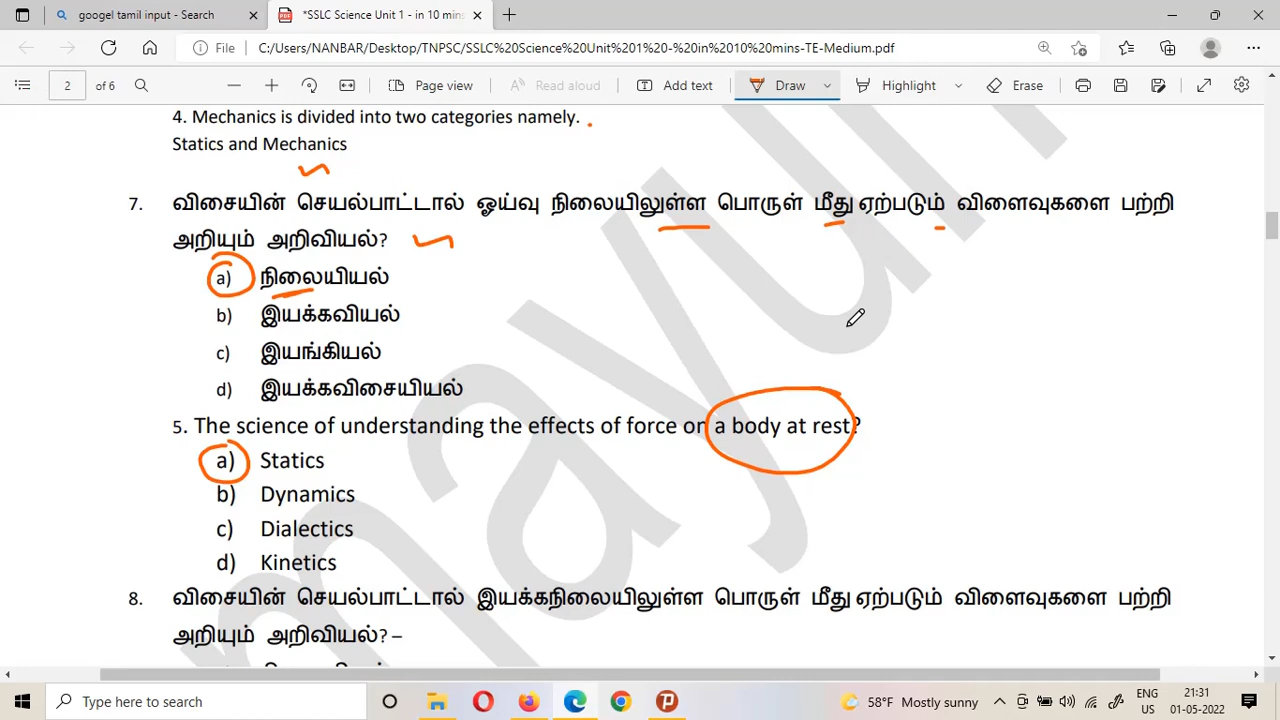 googel tamil input - Search
*SSLC Science Unit 1 - in 10 mins
File
C:/Users/NANBAR/Desktop/TNPSC/SSLC%20Science%20Unit%201%20-%20in%2010%20mins-TE-Medium.pdf
2 of 6
Page view
Read aloud
Add text
Draw
Highlight
Erase
4. Mechanics is divided into two categories namely.
Statics and Mechanics
7. விசையின் செயல்பாட்டால் ஓய்வு நிலையிலுள்ள பொருள் மீது ஏற்படும் விளைவுகளை பற்றி
அறியும் அறிவியல்?
a) நிலையியல்
b) இயக்கவியல்
c) இயங்கியல்
d) இயக்கவிசையியல்
5. The science of understanding the effects of force on a body at rest?
a) Statics
b) Dynamics
c) Dialectics
d) Kinetics
8. விசையின் செயல்பாட்டால் இயக்கநிலையிலுள்ள பொருள் மீது ஏற்படும் விளைவுகளை பற்றி
அறியும் அறிவியல்? –
Type here to search
58°F Mostly sunny
ENG
US
21:31
01-05-2022